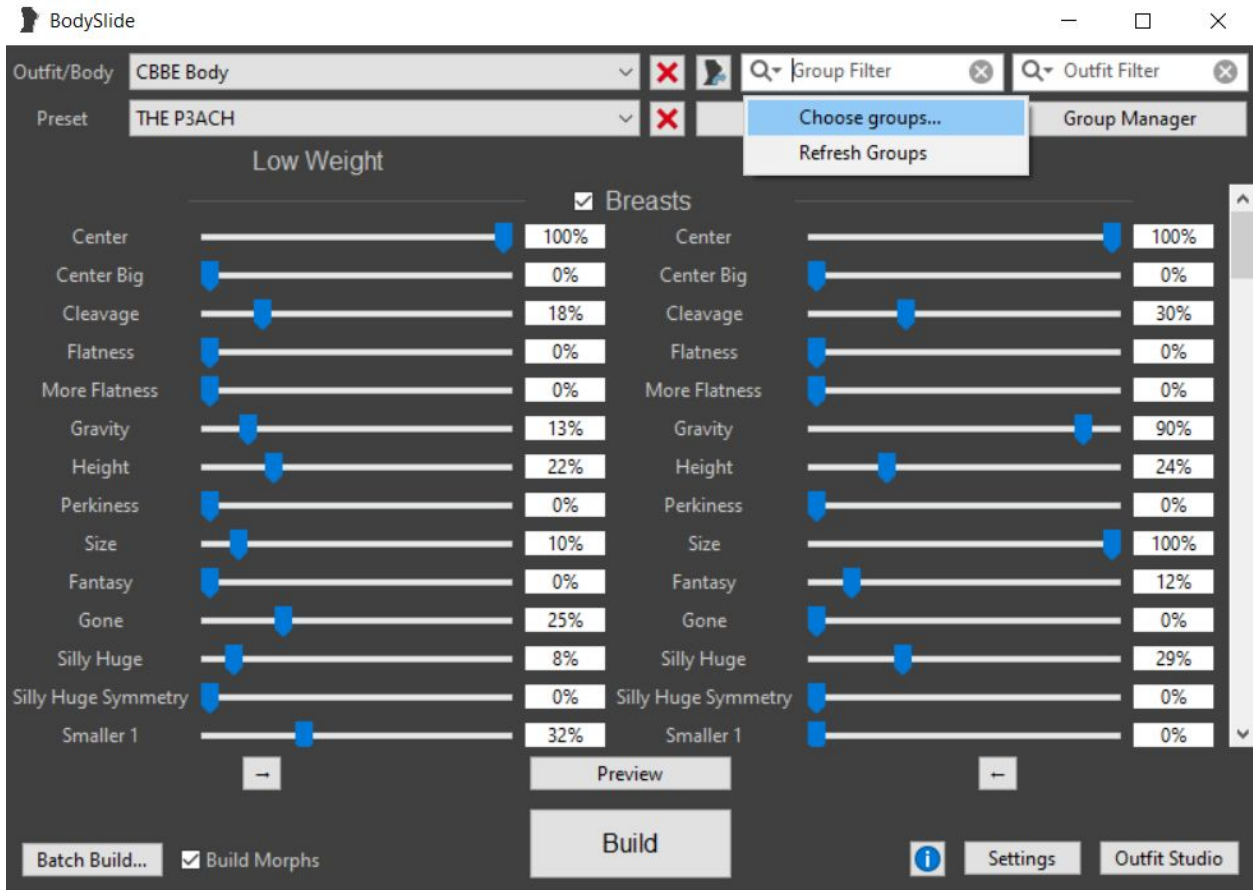 BodySlide
Outfit/Body CBBE Body Group Filter Outfit Filter
Preset THE P3ACH Choose groups... Group Manager
Refresh Groups
Low Weight
Breasts
Center 100% Center 100%
Center Big 0% Center Big 0%
Cleavage 18% Cleavage 30%
Flatness 0% Flatness 0%
More Flatness 0% More Flatness 0%
Gravity 13% Gravity 90%
Height 22% Height 24%
Perkiness 0% Perkiness 0%
Size 10% Size 100%
Fantasy 0% Fantasy 12%
Gone 25% Gone 0%
Silly Huge 8% Silly Huge 29%
Silly Huge Symmetry 0% Silly Huge Symmetry 0%
Smaller 1 32% Smaller 1 0%
→ Preview ←
Build
Batch Build... Build Morphs Settings Outfit Studio